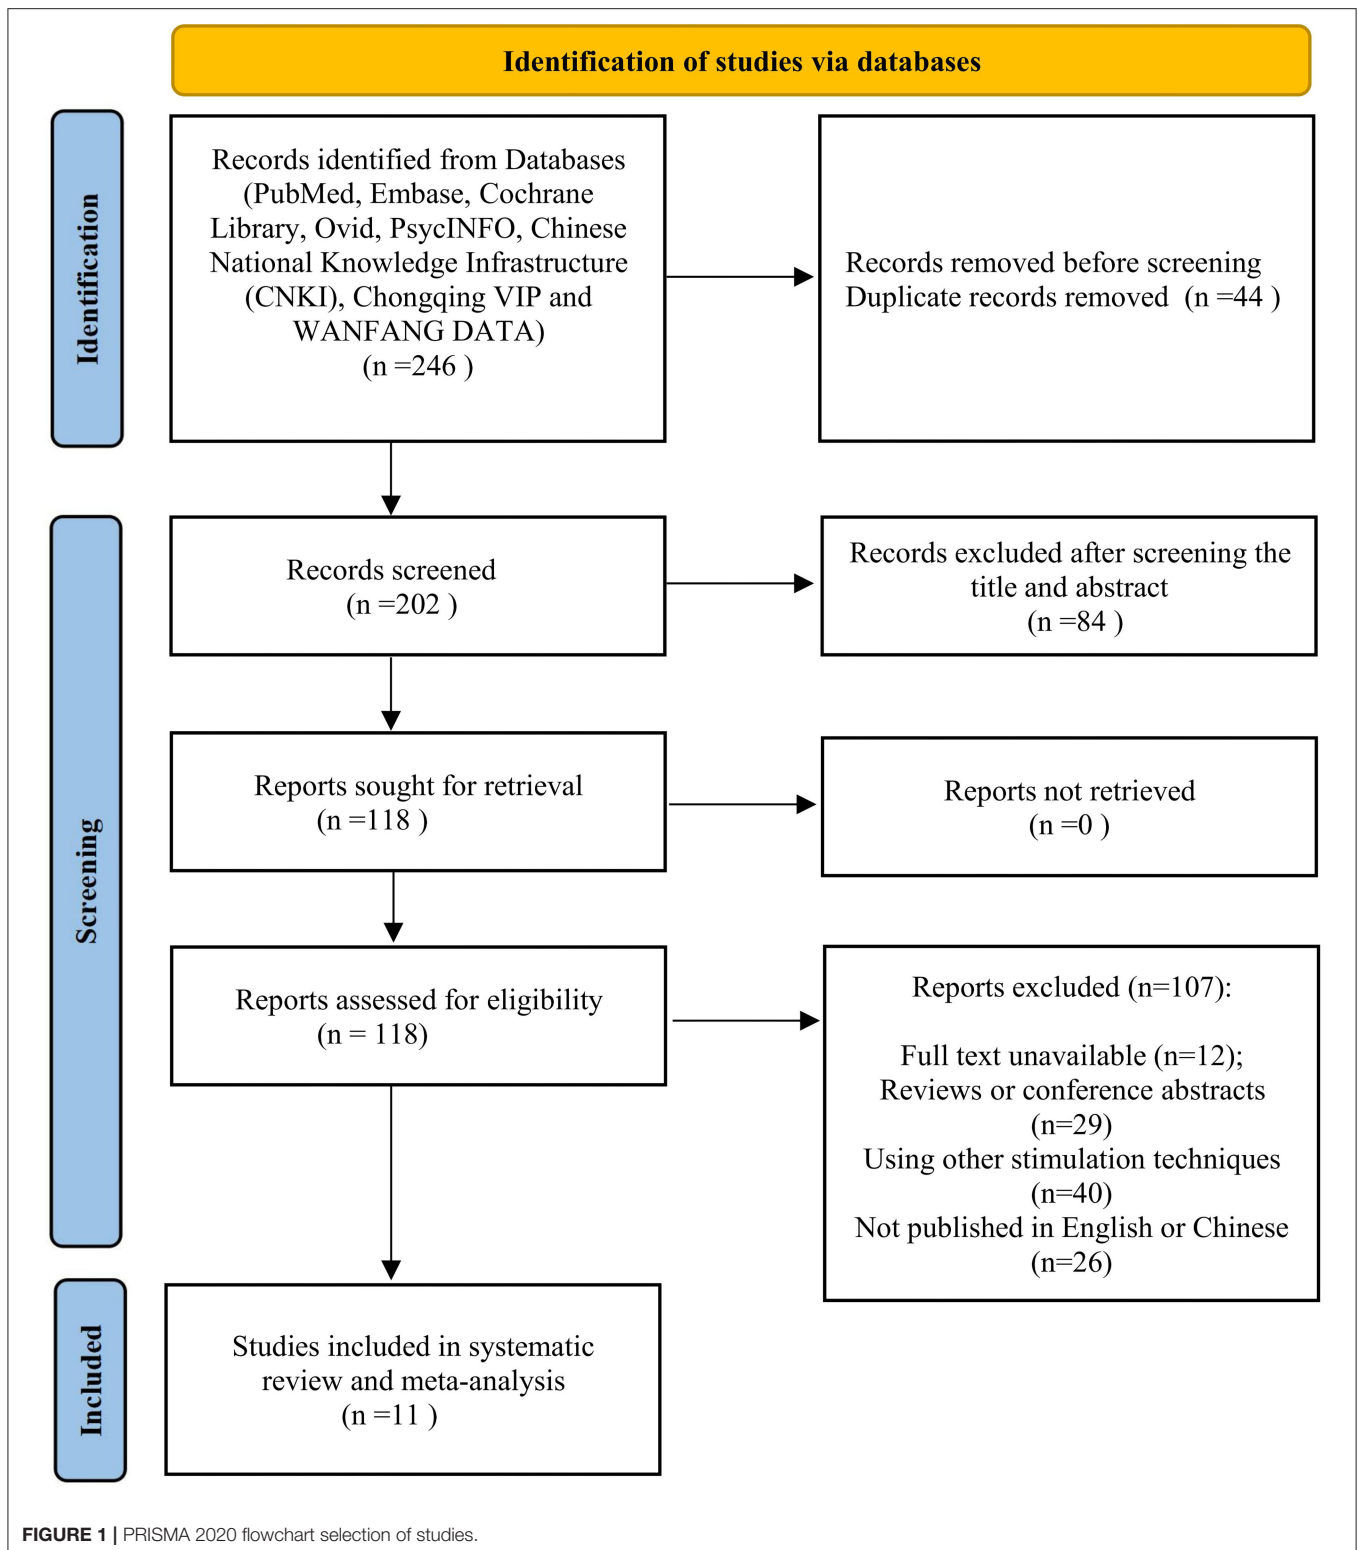 Identification of studies via databases
Identification
Records identified from Databases
(PubMed, Embase, Cochrane
Library, Ovid, PsycINFO, Chinese
National Knowledge Infrastructure
(CNKI), Chongqing VIP and
WANFANG DATA)
(n =246 )
Records removed before screening
Duplicate records removed (n =44 )
Screening
Records screened
(n =202 )
Records excluded after screening the
title and abstract
(n =84 )
Reports sought for retrieval
(n =118 )
Reports not retrieved
(n =0 )
Reports assessed for eligibility
(n = 118)
Reports excluded (n=107):
Full text unavailable (n=12);
Reviews or conference abstracts
(n=29)
Using other stimulation techniques
(n=40)
Not published in English or Chinese
(n=26)
Included
Studies included in systematic
review and meta-analysis
(n =11 )
FIGURE 1 | PRISMA 2020 flowchart selection of studies.